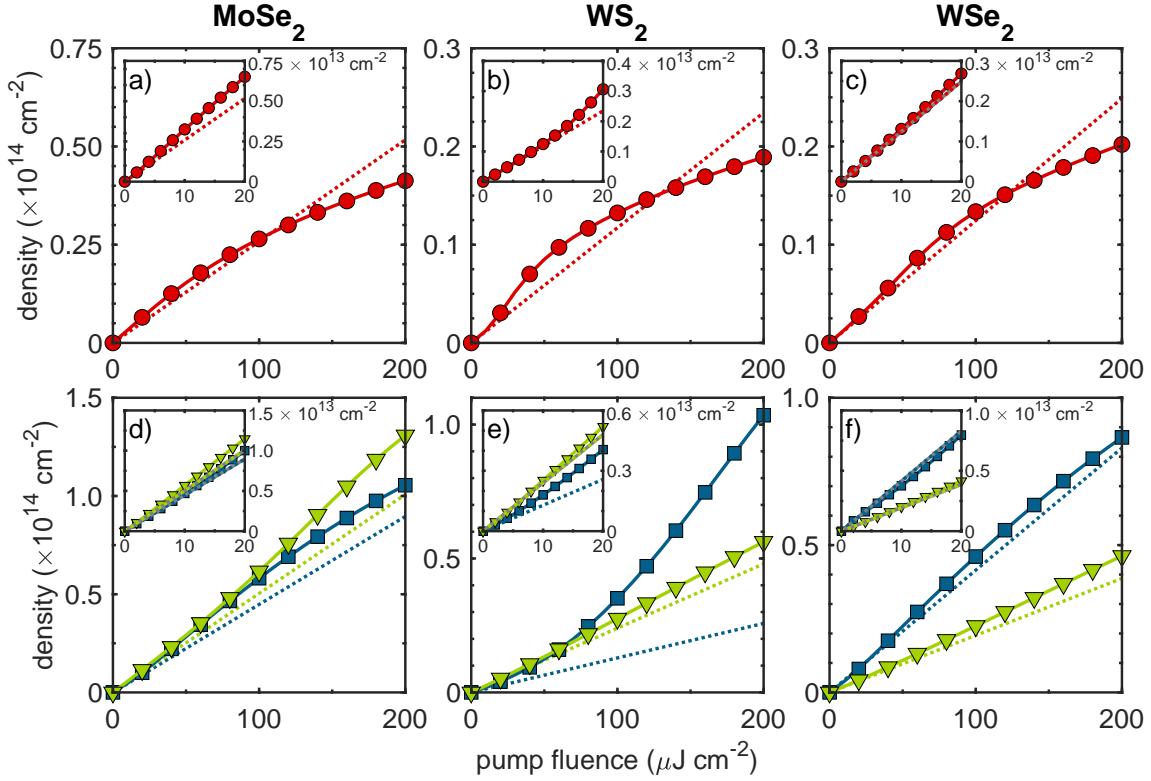 MoSe2 WS2 WSe2
density (× 10^14 cm^-2)
a)
0.75 × 10^13 cm^-2
0.50
0.25
0
0 10 20
0.75
0.50
0.25
0
0 100 200
b)
0.4 × 10^13 cm^-2
0.3
0.2
0.1
0
0 10 20
0.3
0.2
0.1
0
0 100 200
c)
0.3 × 10^13 cm^-2
0.2
0.1
0
0 10 20
0.3
0.2
0.1
0
0 100 200
density (× 10^14 cm^-2)
d)
1.5 × 10^13 cm^-2
1.0
0.5
0
0 10 20
1.5
1.0
0.5
0
0 100 200
e)
0.6 × 10^13 cm^-2
0.3
0
0 10 20
1.0
0.5
0
0 100 200
f)
1.0 × 10^13 cm^-2
0.5
0
0 10 20
1.0
0.5
0
0 100 200
pump fluence (μJ cm^-2)